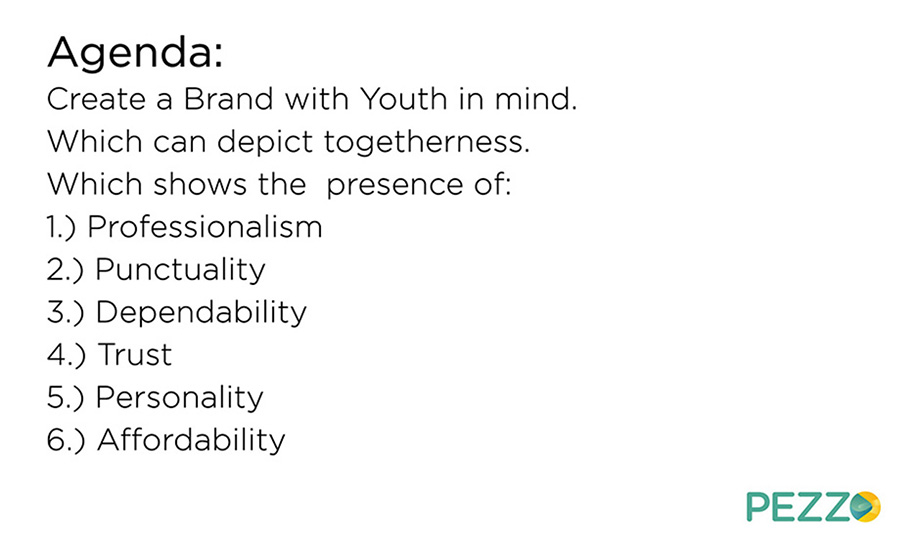 Agenda:
Create a Brand with Youth in mind.
Which can depict togetherness.
Which shows the  presence of:
1.) Professionalism
2.) Punctuality
3.) Dependability
4.) Trust
5.) Personality
6.) Affordability
PEZZO